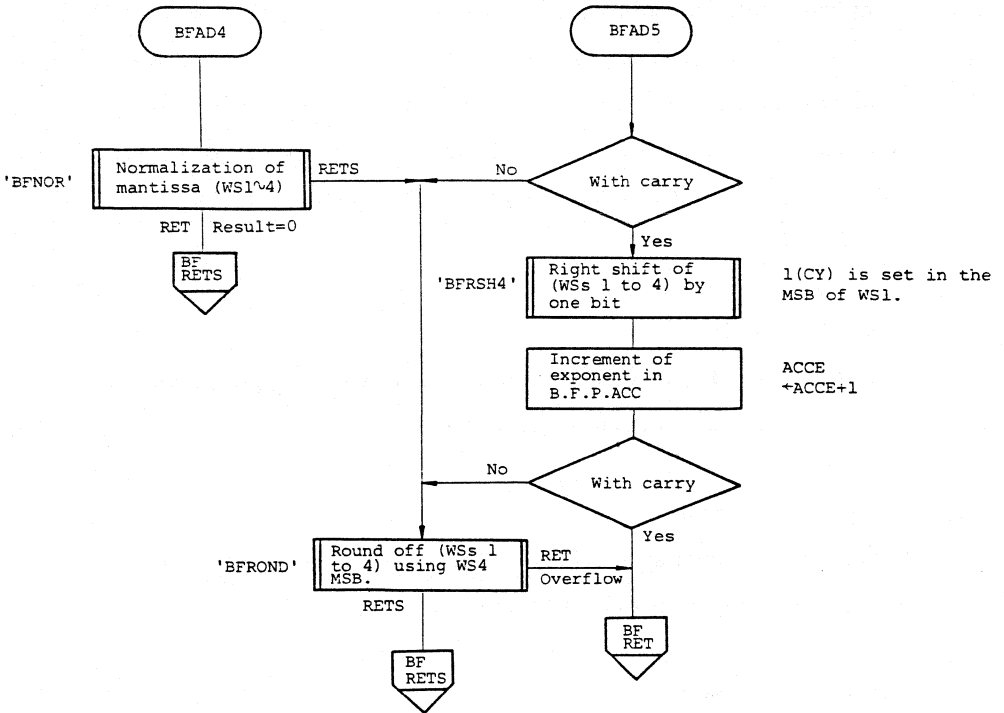 BFAD4
BFAD5
'BFNOR'
Normalization of
mantissa (WS1~4)
RETS
No
With carry
RET
Result=0
BF
RETS
Yes
'BFRSH4'
Right shift of
(WSs 1 to 4) by
one bit
1(CY) is set in the
MSB of WS1.
Increment of
exponent in
B.F.P.ACC
ACCE
←ACCE+1
No
With carry
Yes
'BFROND'
Round off (WSs 1
to 4) using WS4
MSB.
RET
Overflow
RETS
BF
RET
BF
RETS